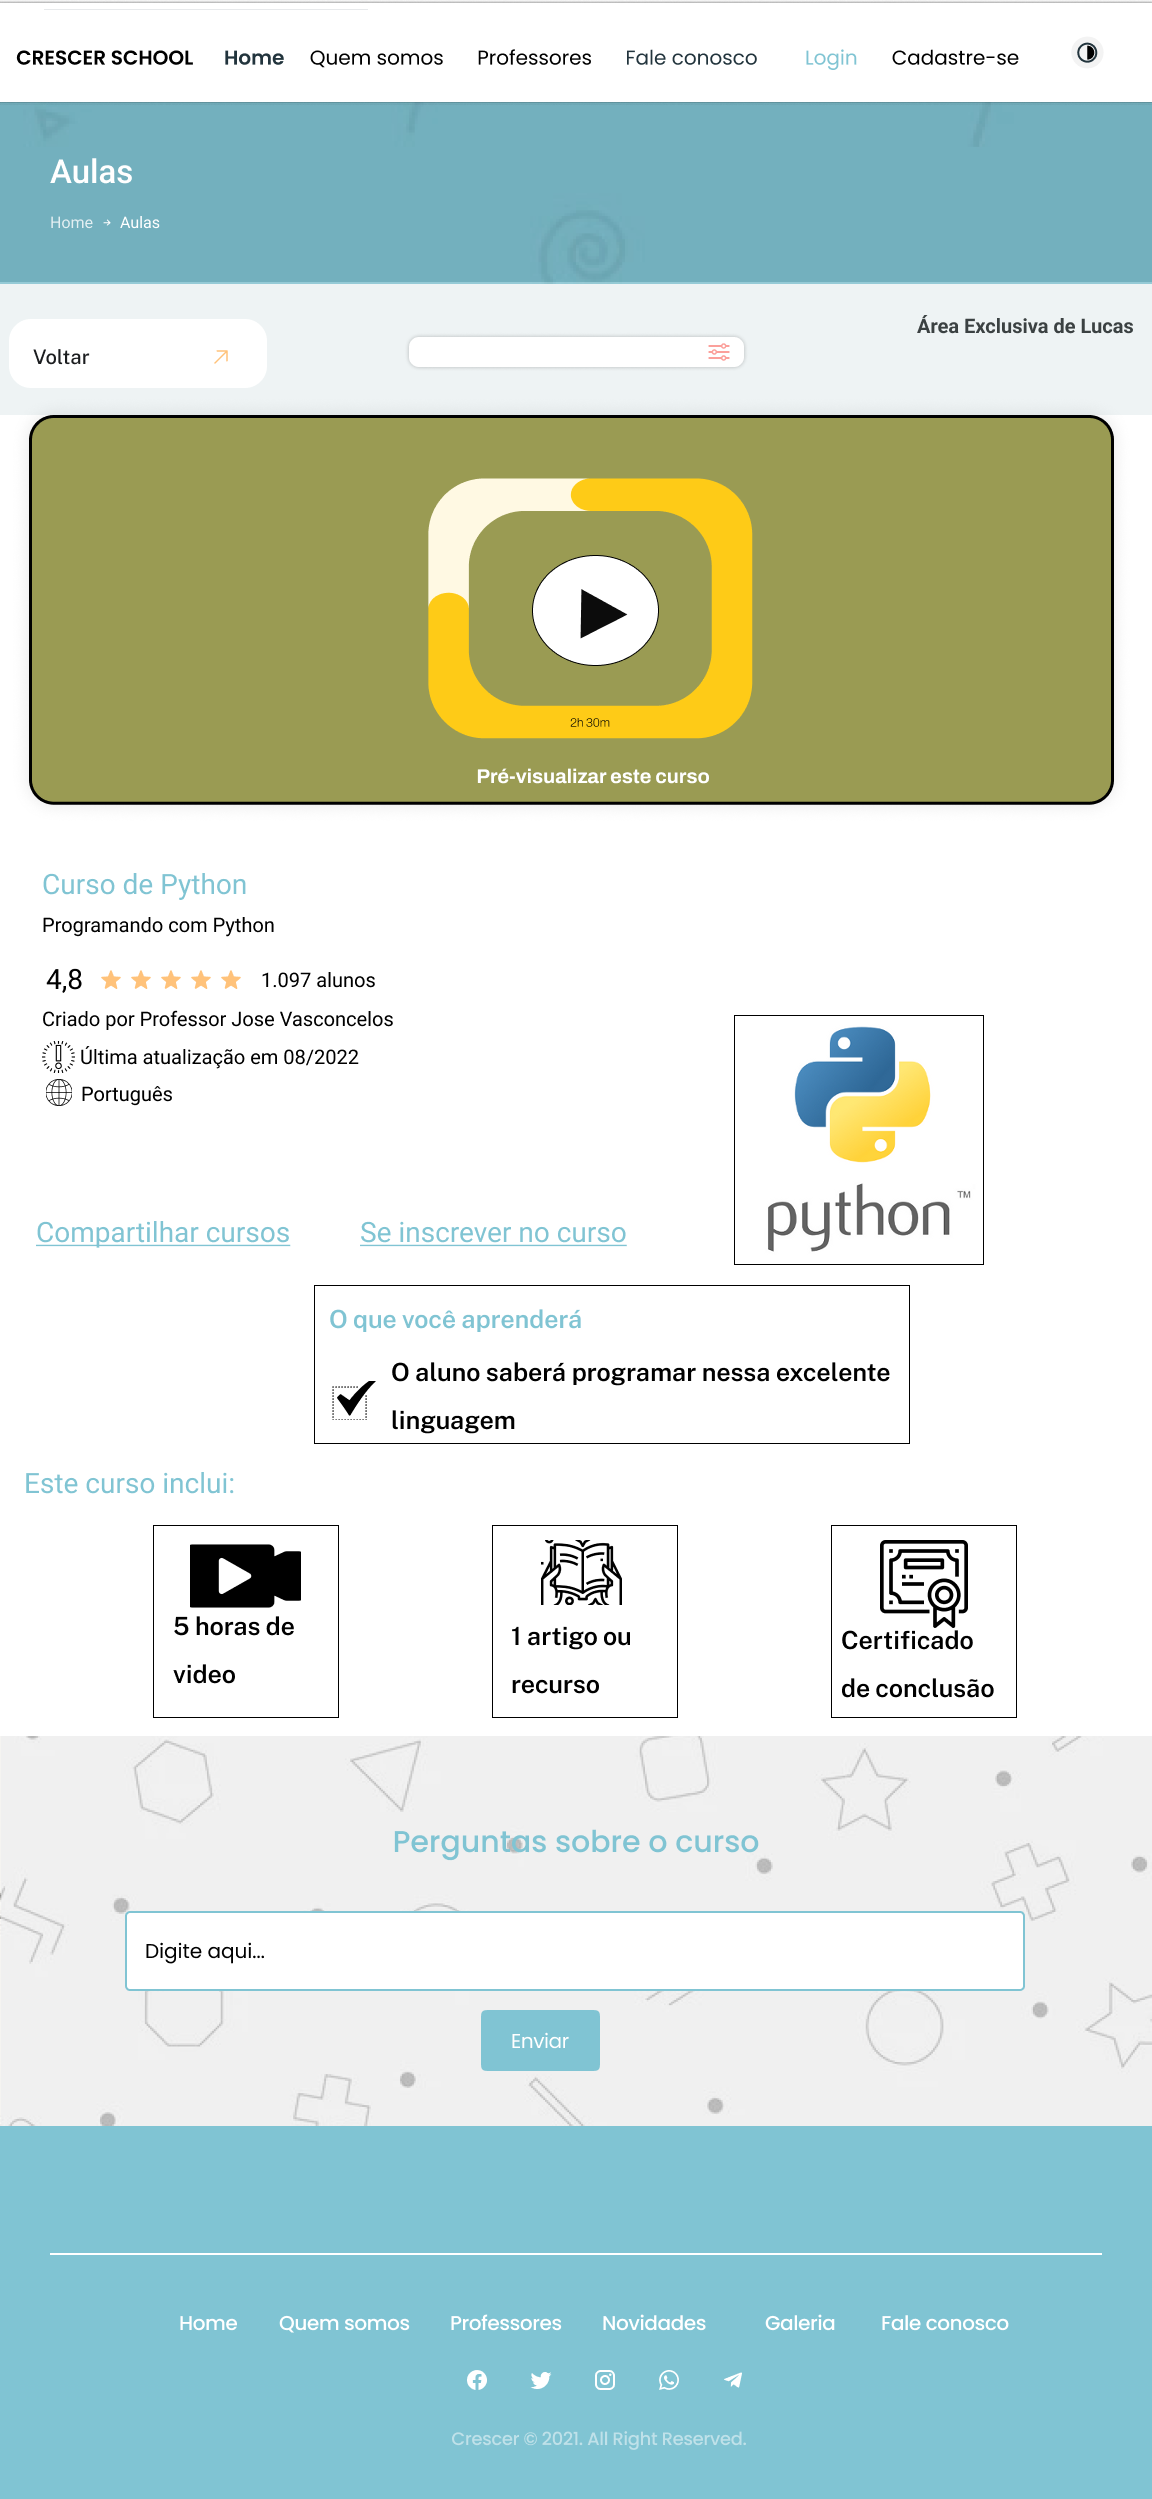 CRESCER SCHOOL Home Quem somos Professores Fale conosco Login Cadastre-se
Aulas
Home → Aulas
Área Exclusiva de Lucas
Voltar
2h 30m
Pré-visualizar este curso
Curso de Python
Programando com Python
4,8 1.097 alunos
Criado por Professor Jose Vasconcelos
Última atualização em 08/2022
Português
python™
Compartilhar cursos Se inscrever no curso
O que você aprenderá
O aluno saberá programar nessa excelente
linguagem
Este curso inclui:
5 horas de
video
1 artigo ou
recurso
Certificado
de conclusão
Perguntas sobre o curso
Digite aqui...
Enviar
Home Quem somos Professores Novidades Galeria Fale conosco
Crescer © 2021. All Right Reserved.